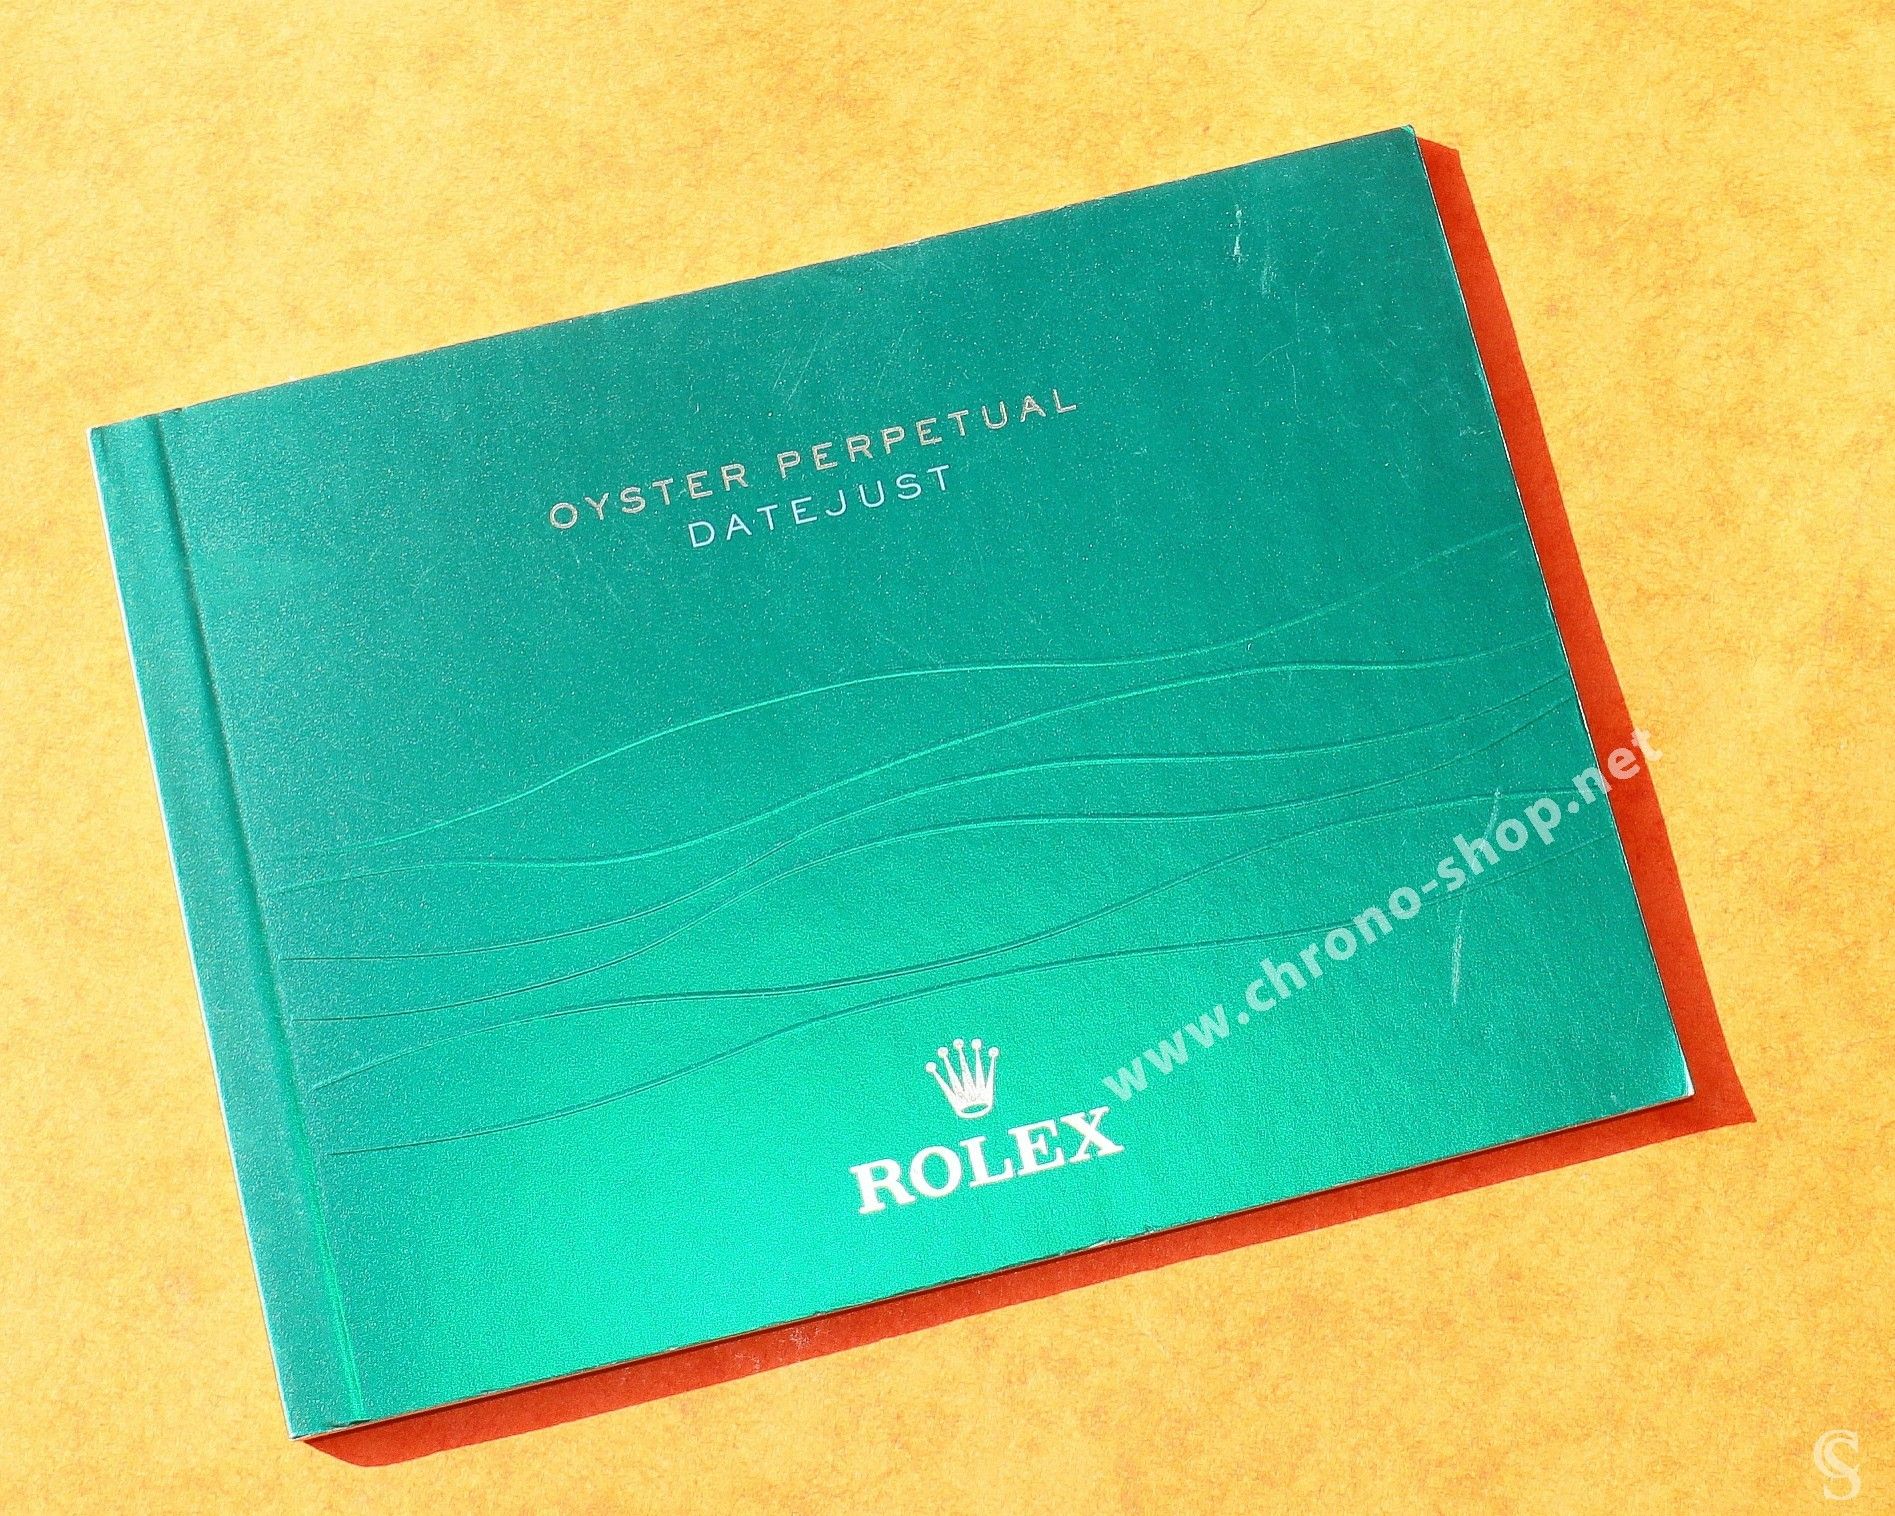 OYSTER PERPETUAL
DATEJUST
www.chrono-shop.net
ROLEX